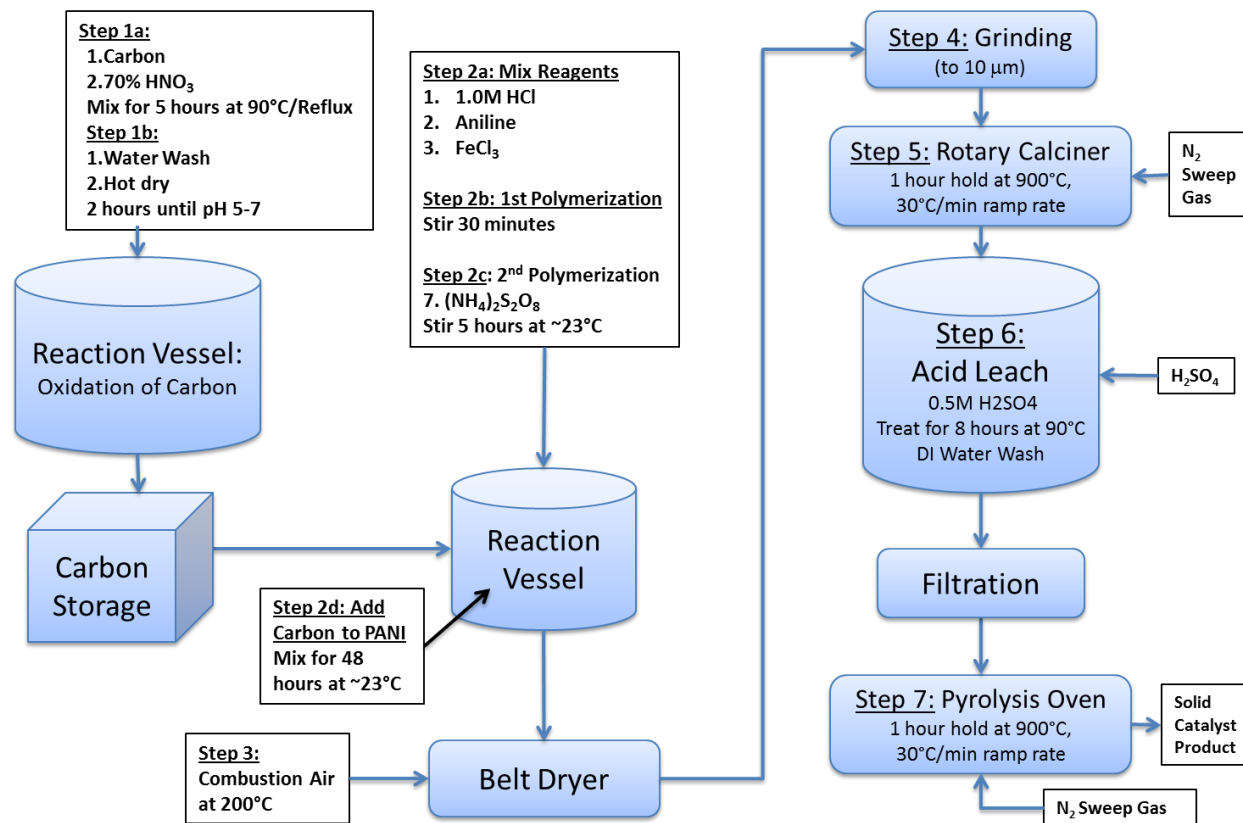 Step 1a:
1.Carbon
2.70% HNO₃
Mix for 5 hours at 90°C/Reflux
Step 1b:
1.Water Wash
2.Hot dry
2 hours until pH 5-7
Reaction Vessel:
Oxidation of Carbon
Carbon
Storage
Step 2a: Mix Reagents
1. 1.0M HCl
2. Aniline
3. FeCl₃
Step 2b: 1st Polymerization
Stir 30 minutes
Step 2c: 2ⁿᵈ Polymerization
7. (NH₄)₂S₂O₈
Stir 5 hours at ~23°C
Reaction
Vessel
Step 2d: Add
Carbon to PANI
Mix for 48
hours at ~23°C
Step 3:
Combustion Air
at 200°C
Belt Dryer
Step 4: Grinding
(to 10 µm)
Step 5: Rotary Calciner
1 hour hold at 900°C,
30°C/min ramp rate
N₂
Sweep
Gas
Step 6:
Acid Leach
0.5M H2SO4
Treat for 8 hours at 90°C
DI Water Wash
H₂SO₄
Filtration
Step 7: Pyrolysis Oven
1 hour hold at 900°C,
30°C/min ramp rate
Solid
Catalyst
Product
N₂ Sweep Gas